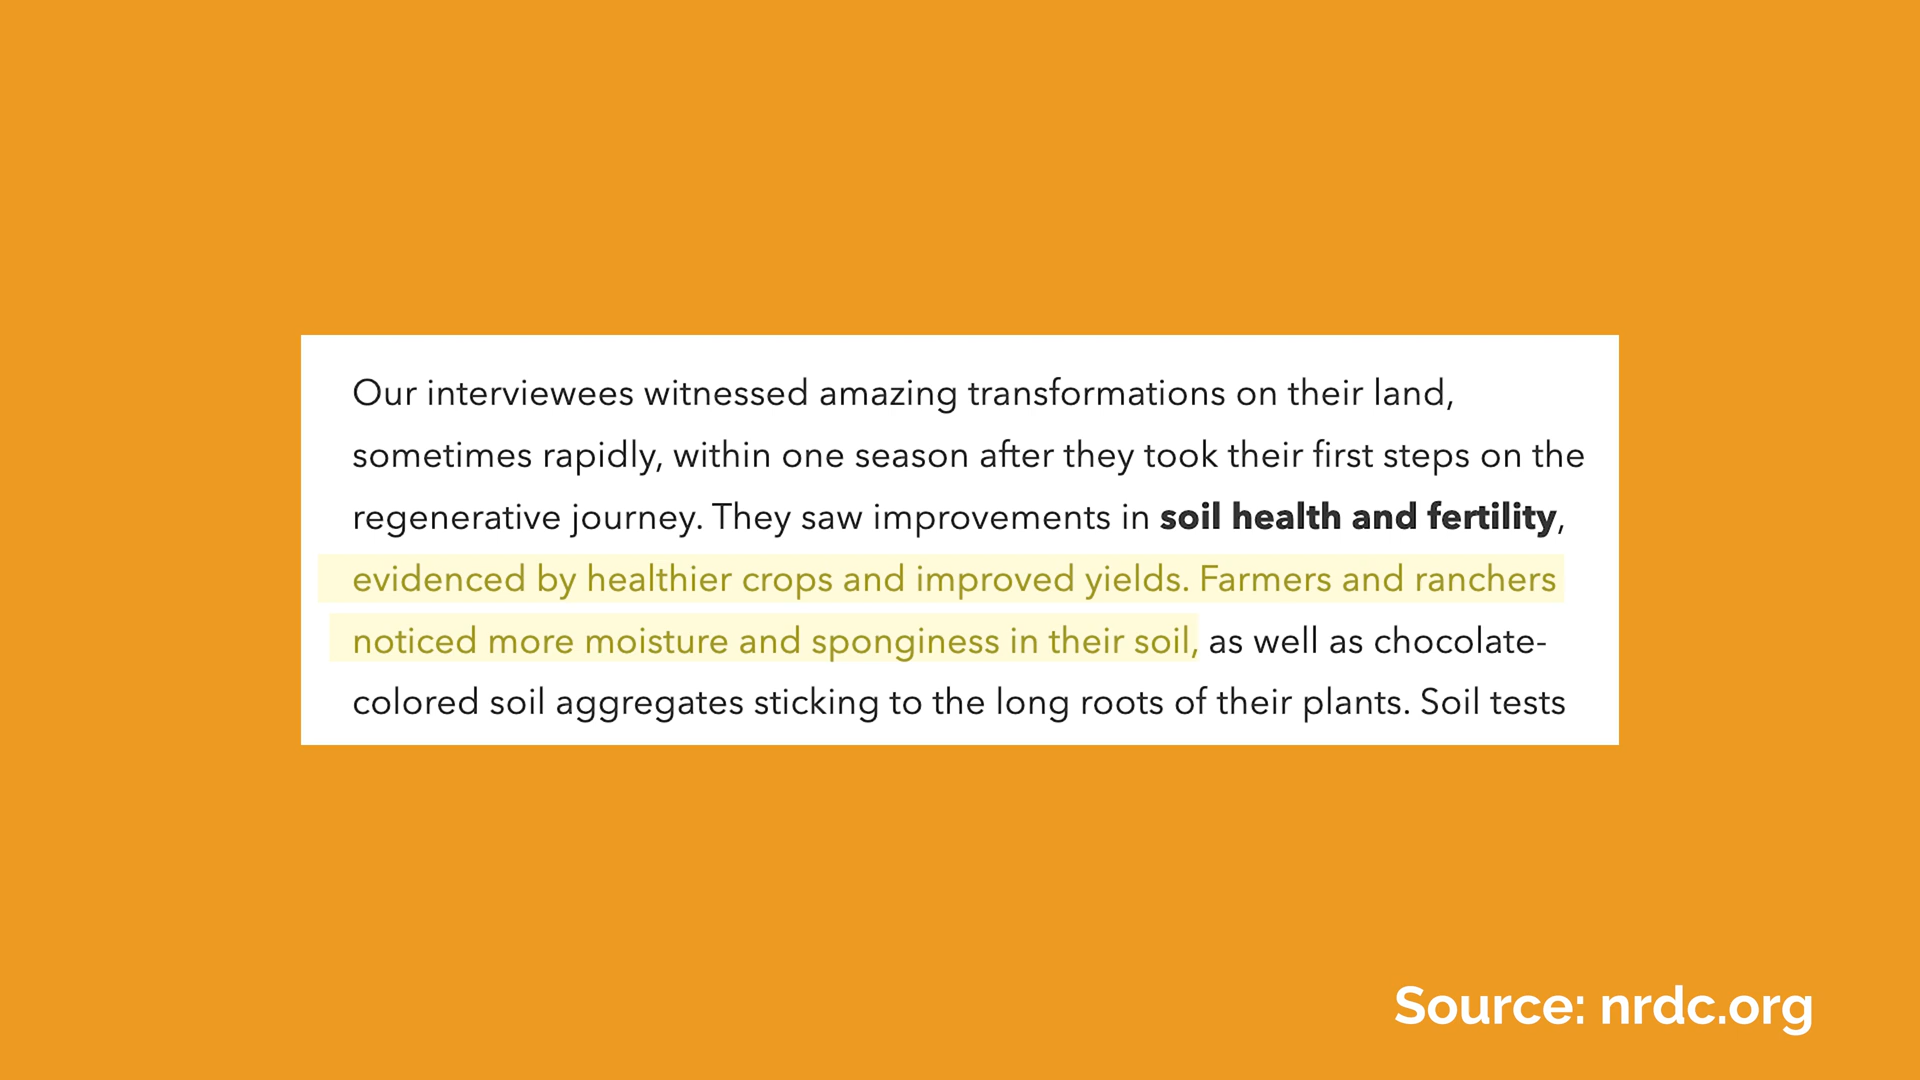 Our interviewees witnessed amazing transformations on their land,
sometimes rapidly, within one season after they took their first steps on the
regenerative journey. They saw improvements in soil health and fertility,
evidenced by healthier crops and improved yields. Farmers and ranchers
noticed more moisture and sponginess in their soil, as well as chocolate-
colored soil aggregates sticking to the long roots of their plants. Soil tests
Source: nrdc.org